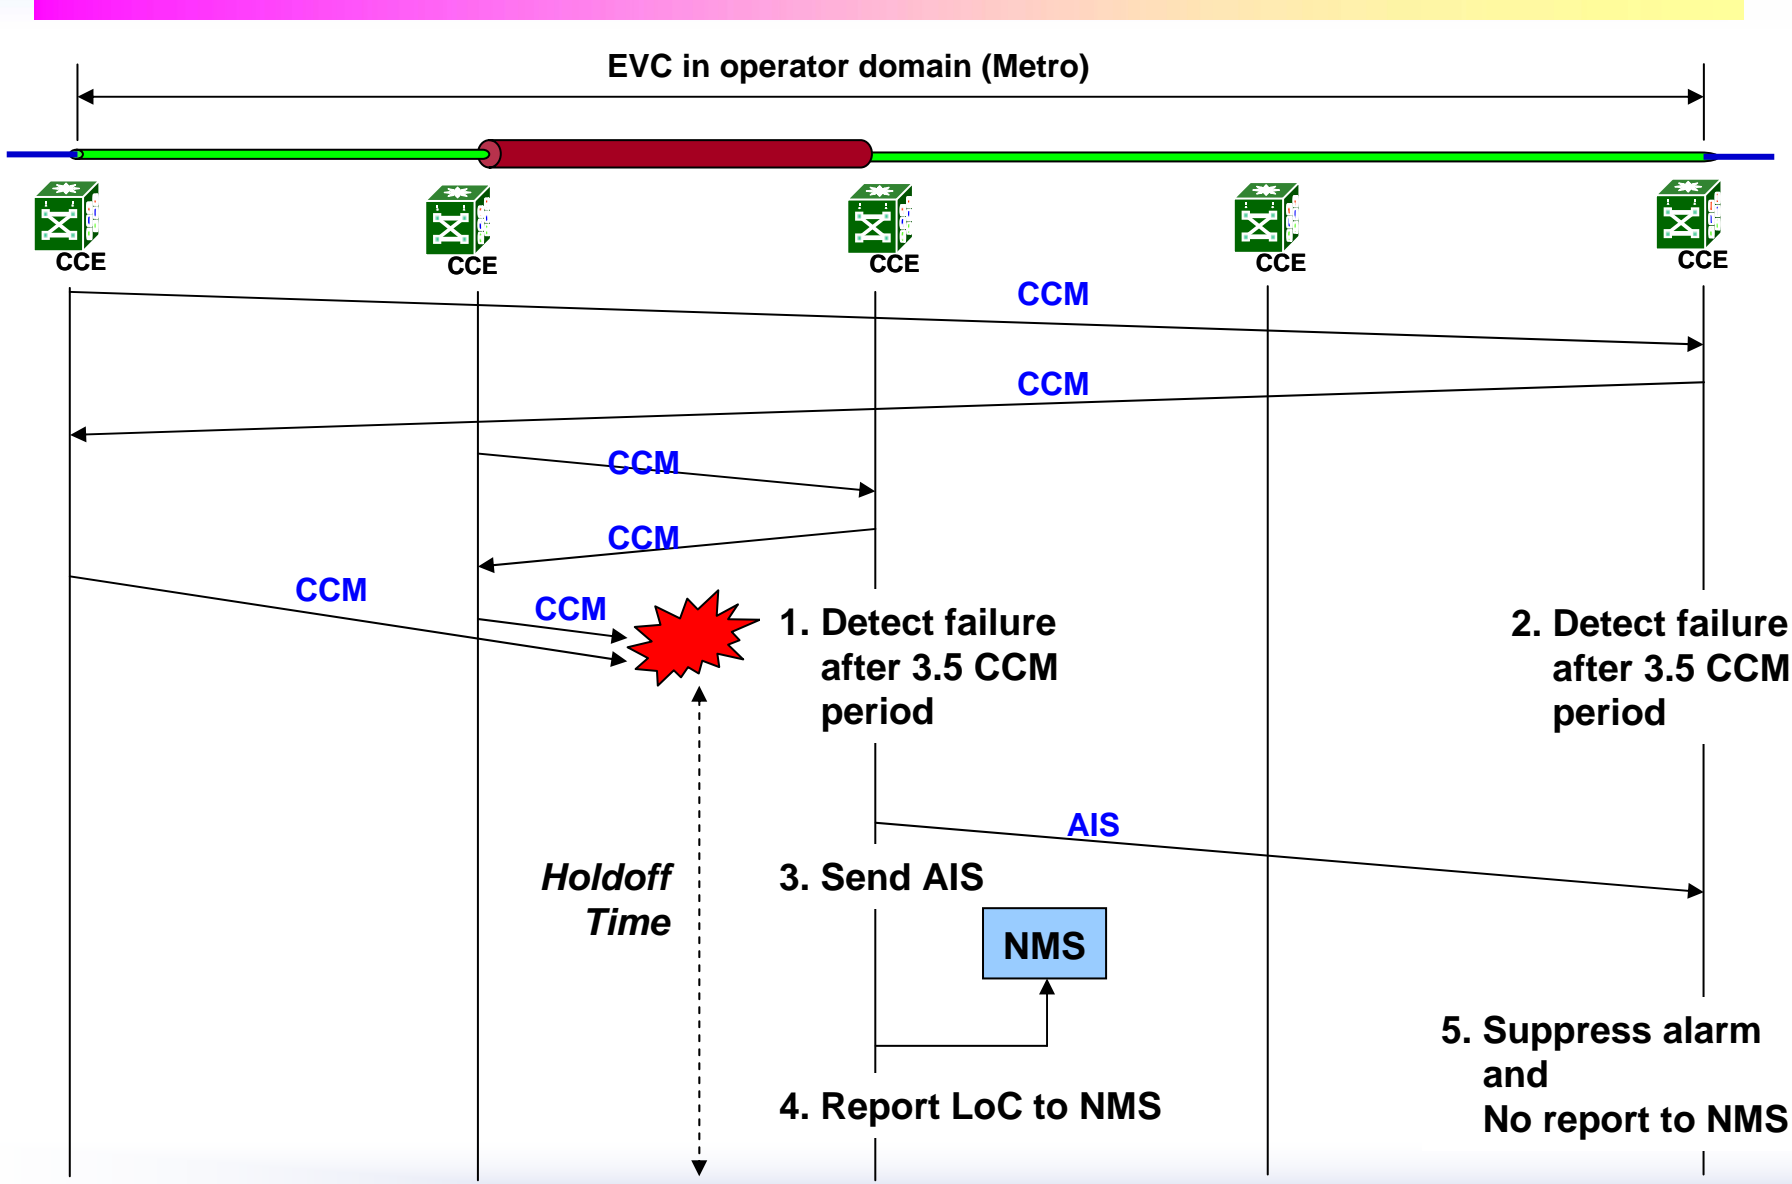 EVC in operator domain (Metro)
CCE
CCE
CCE
CCE
CCE
CCM
CCM
CCM
CCM
CCM
CCM
1. Detect failure
after 3.5 CCM
period
2. Detect failure
after 3.5 CCM
period
AIS
Holdoff
Time
3. Send AIS
NMS
4. Report LoC to NMS
5. Suppress alarm
and
No report to NMS